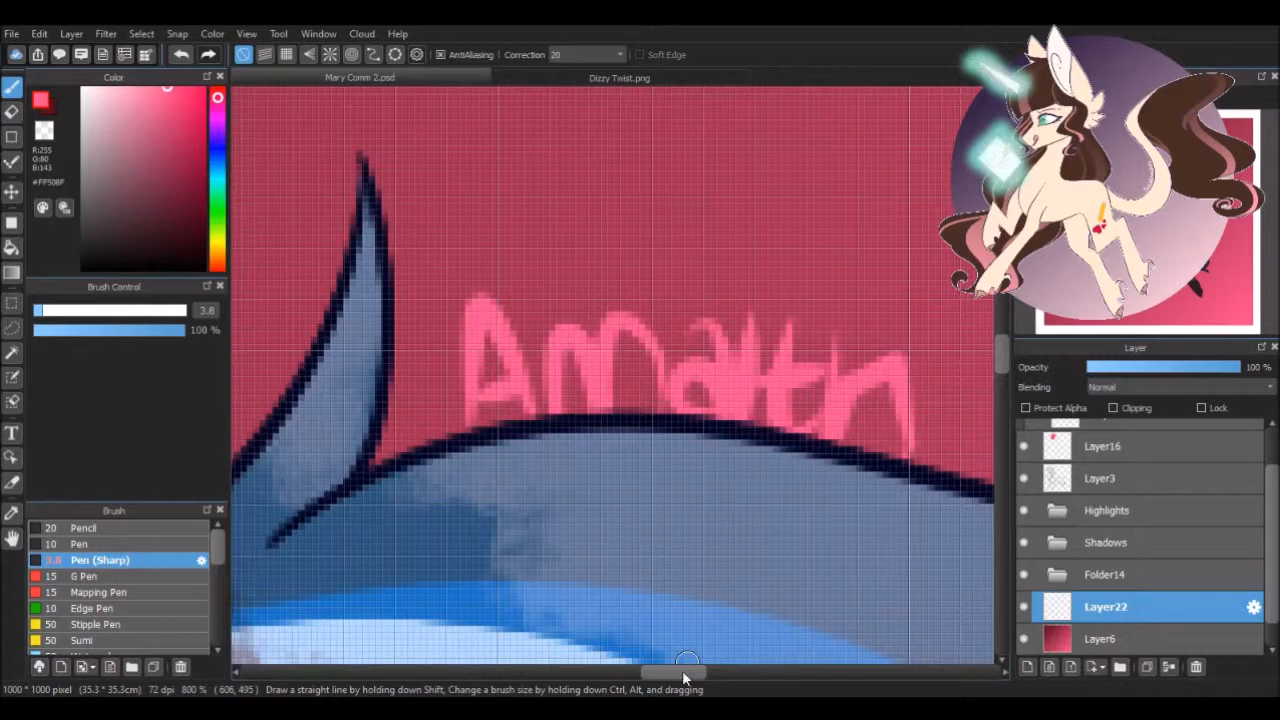 File Edit Layer Filter Select Snap Color View Tool Window Cloud Help
AntiAliasing Correction 20 Soft Edge
Color
Mary Comm 2.psd Dizzy Twist.png
R:255
G:80
B:143
#FF508F
Brush Control
3.8
100 %
Amalth
Layer
Opacity 100 %
Blending Normal
Protect Alpha Clipping Lock
Layer16
Layer3
Highlights
Shadows
Folder14
Layer22
Layer6
Brush
20 Pencil
10 Pen
3.8 Pen (Sharp)
15 G Pen
15 Mapping Pen
10 Edge Pen
50 Stipple Pen
50 Sumi
1000 * 1000 pixel (35.3 * 35.3cm) 72 dpi 800 % ( 606, 495) Draw a straight line by holding down Shift, Change a brush size by holding down Ctrl, Alt, and dragging